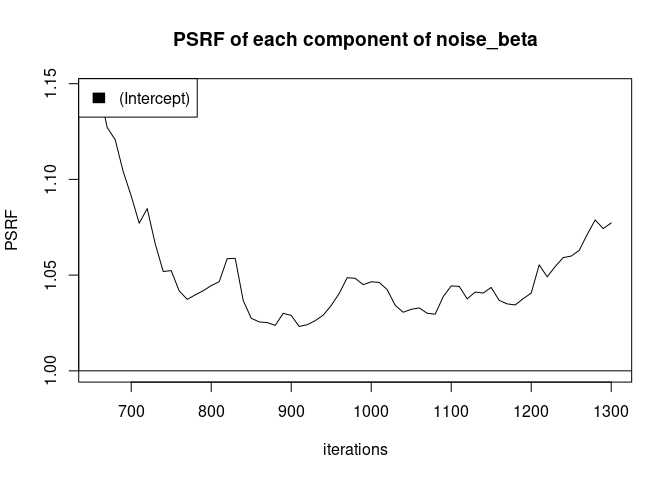 PSRF of each component of noise_beta
(Intercept)
PSRF
1.15
1.10
1.05
1.00
700 800 900 1000 1100 1200 1300
iterations